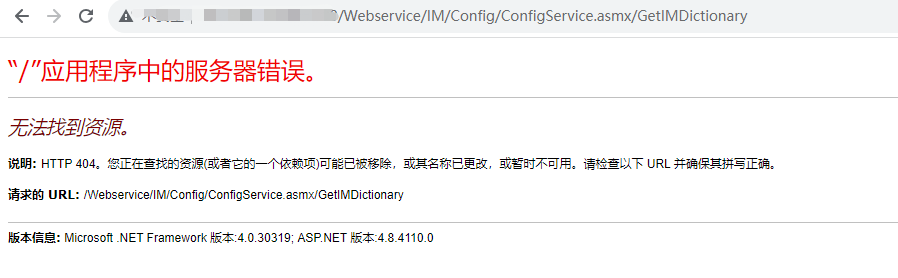 /Webservice/IM/Config/ConfigService.asmx/GetIMDictionary
“/”应用程序中的服务器错误。
无法找到资源。
说明: HTTP 404。您正在查找的资源(或者它的一个依赖项)可能已被移除，或其名称已更改，或暂时不可用。请检查以下 URL 并确保其拼写正确。
请求的 URL: /Webservice/IM/Config/ConfigService.asmx/GetIMDictionary
版本信息: Microsoft .NET Framework 版本:4.0.30319; ASP.NET 版本:4.8.4110.0